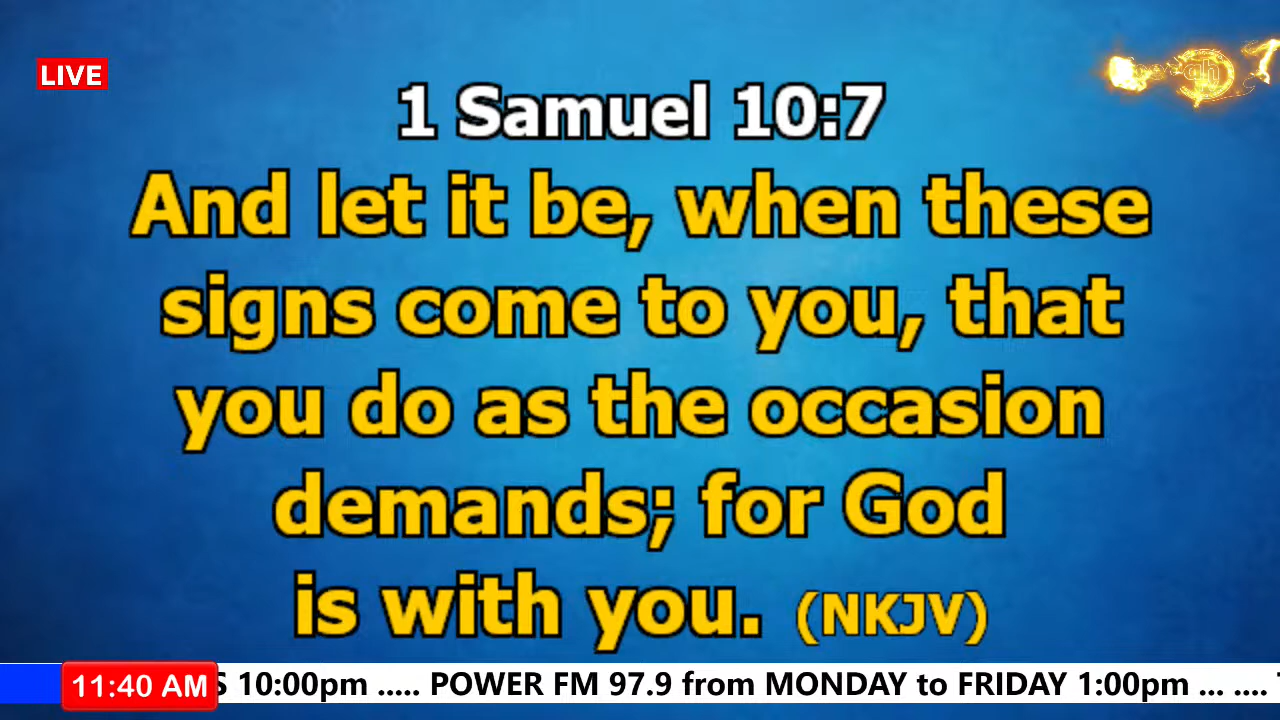 LIVE
1 Samuel 10:7
And let it be, when these
signs come to you, that
you do as the occasion
demands; for God
is with you. (NKJV)
11:40 AM
10:00pm ..... POWER FM 97.9 from MONDAY to FRIDAY 1:00pm ... ....